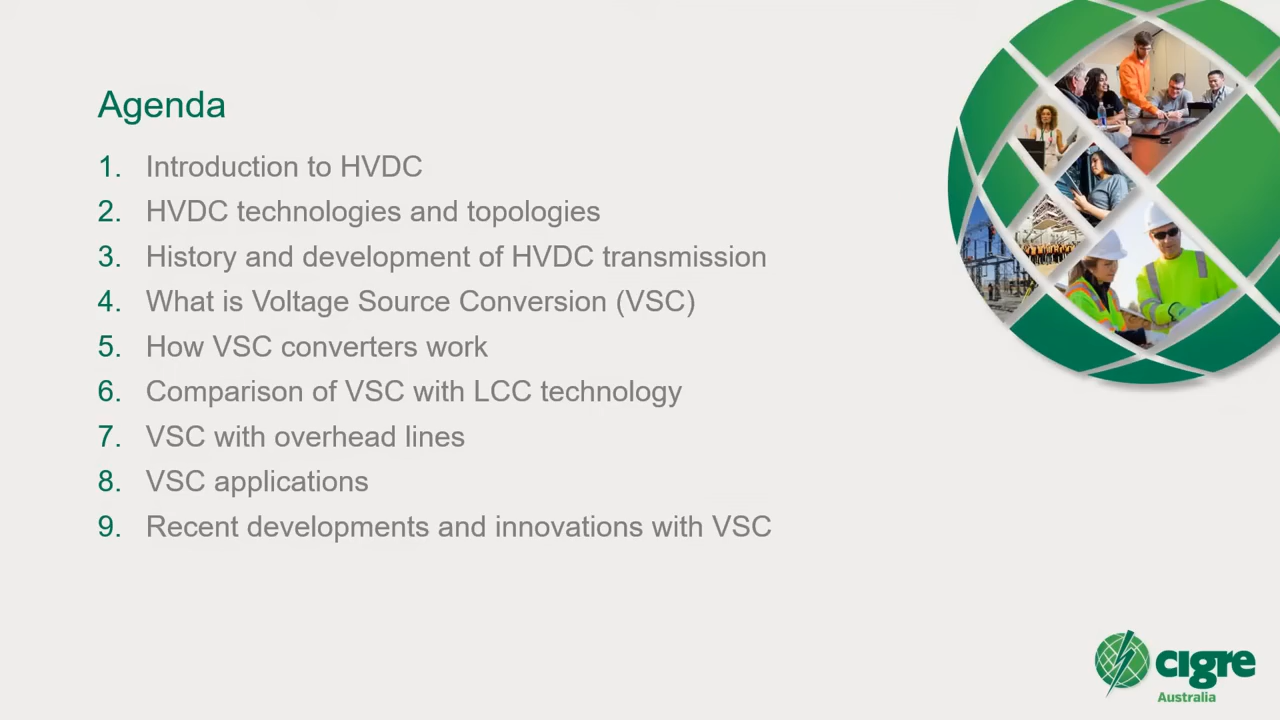 Agenda
1. Introduction to HVDC
2. HVDC technologies and topologies
3. History and development of HVDC transmission
4. What is Voltage Source Conversion (VSC)
5. How VSC converters work
6. Comparison of VSC with LCC technology
7. VSC with overhead lines
8. VSC applications
9. Recent developments and innovations with VSC
cigre
Australia